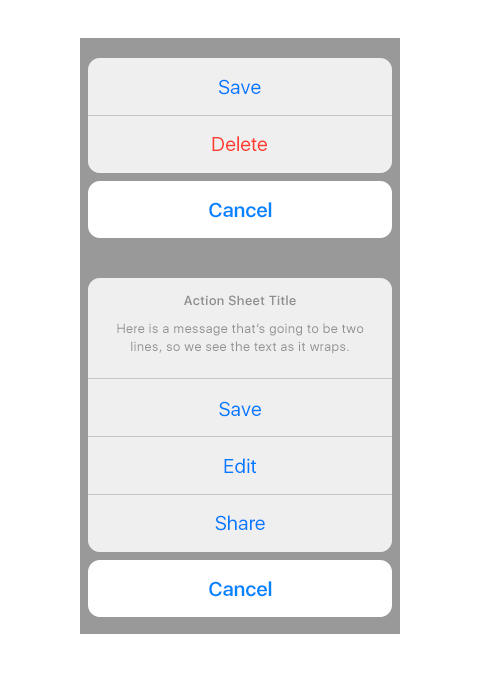 Save
Delete
Cancel
Action Sheet Title
Here is a message that's going to be two
lines, so we see the text as it wraps.
Save
Edit
Share
Cancel